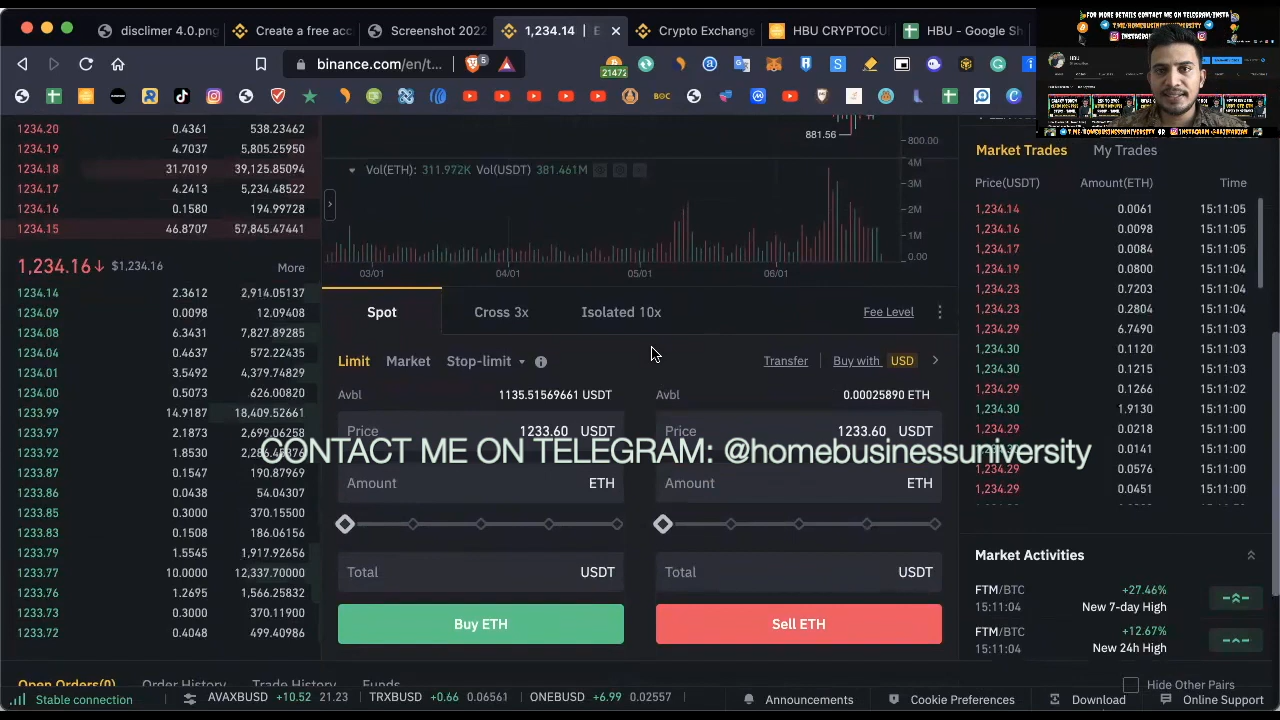 disclimer 4.0.png
Create a free acc
Screenshot 2022
1,234.14 | E
Crypto Exchange
HBU CRYPTOCU
HBU - Google Sh
FOR MORE DETAILS CONTACT ME ON TELEGRAM/INSTA
binance.com/en/t...
5
21472
1234.20 0.4361 538.23462
1234.19 4.7037 5,805.25950
1234.18 31.7019 39,125.85094
1234.17 4.2413 5,234.48522
1234.16 0.1580 194.99728
1234.15 46.8707 57,845.47441
1,234.16↓ $1,234.16 More
1234.14 2.3612 2,914.05137
1234.09 0.0098 12.09408
1234.08 6.3431 7,827.89285
1234.04 0.4637 572.22435
1234.01 3.5492 4,379.74829
1234.00 0.5073 626.00820
1233.99 14.9187 18,409.52661
1233.97 2.1873 2,699.06258
1233.92 1.8530
1233.87 0.1547 190.87969
1233.86 0.0438 54.04307
1233.85 0.3000 370.15500
1233.83 0.1508 186.06156
1233.79 1.5545 1,917.92656
1233.77 10.0000 12,337.70000
1233.76 1.2695 1,566.25832
1233.73 0.3000 370.11900
1233.72 0.4048 499.40986
881.56
800.00
Vol(ETH): 311.972K Vol(USDT) 381.461M
4M
3M
2M
1M
0.00
03/01 04/01 05/01 06/01
Spot Cross 3x Isolated 10x Fee Level
Limit Market Stop-limit Transfer Buy with USD
Avbl 1135.51569661 USDT
Avbl 0.00025890 ETH
Price 1233.60 USDT
Price 1233.60 USDT
CONTACT ME ON TELEGRAM: @homebusinessuniversity
Amount ETH
Amount ETH
Total USDT
Total USDT
Buy ETH
Sell ETH
Market Trades My Trades
Price(USDT) Amount(ETH) Time
1,234.14 0.0061 15:11:05
1,234.16 0.0098 15:11:05
1,234.17 0.0084 15:11:05
1,234.19 0.0800 15:11:04
1,234.23 0.7203 15:11:04
1,234.23 0.2804 15:11:04
1,234.29 6.7490 15:11:03
1,234.30 0.1120 15:11:03
1,234.30 0.1215 15:11:03
1,234.29 0.1266 15:11:02
1,234.30 1.9130 15:11:00
1,234.29 0.0218 15:11:00
0.0141 15:11:00
1,234.29 0.0576 15:11:00
1,234.29 0.0451 15:11:00
Market Activities
FTM/BTC +27.46%
15:11:04 New 7-day High
FTM/BTC +12.67%
15:11:04 New 24h High
Open Orders(0) Order History Trade History Funds
Hide Other Pairs
Stable connection
AVAXBUSD +10.52 21.23
TRXBUSD +0.66 0.06561
ONEBUSD +6.99 0.02557
Announcements
Cookie Preferences
Download
Online Support